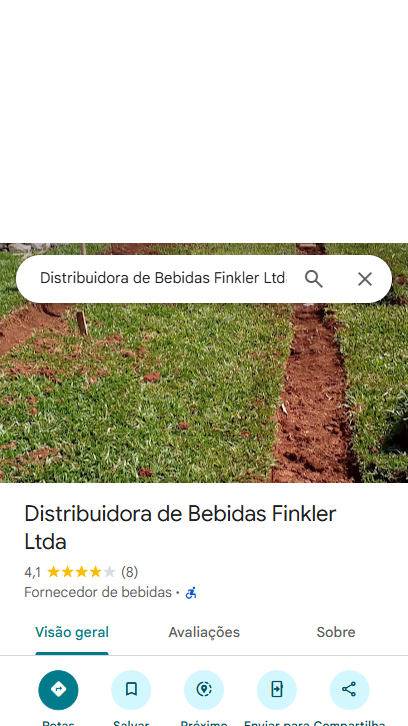 Distribuidora de Bebidas Finkler Ltd
Distribuidora de Bebidas Finkler
Ltda
4,1 (8)
Fornecedor de bebidas ·
Visão geral Avaliações Sobre
Rotas Salvar Próximo Enviar para Compartilha